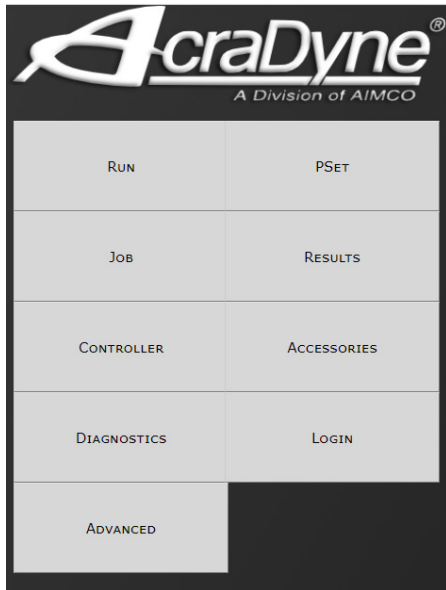 AcraDyne®
A Division of AIMCO
Run PSet
Job Results
Controller Accessories
Diagnostics Login
Advanced